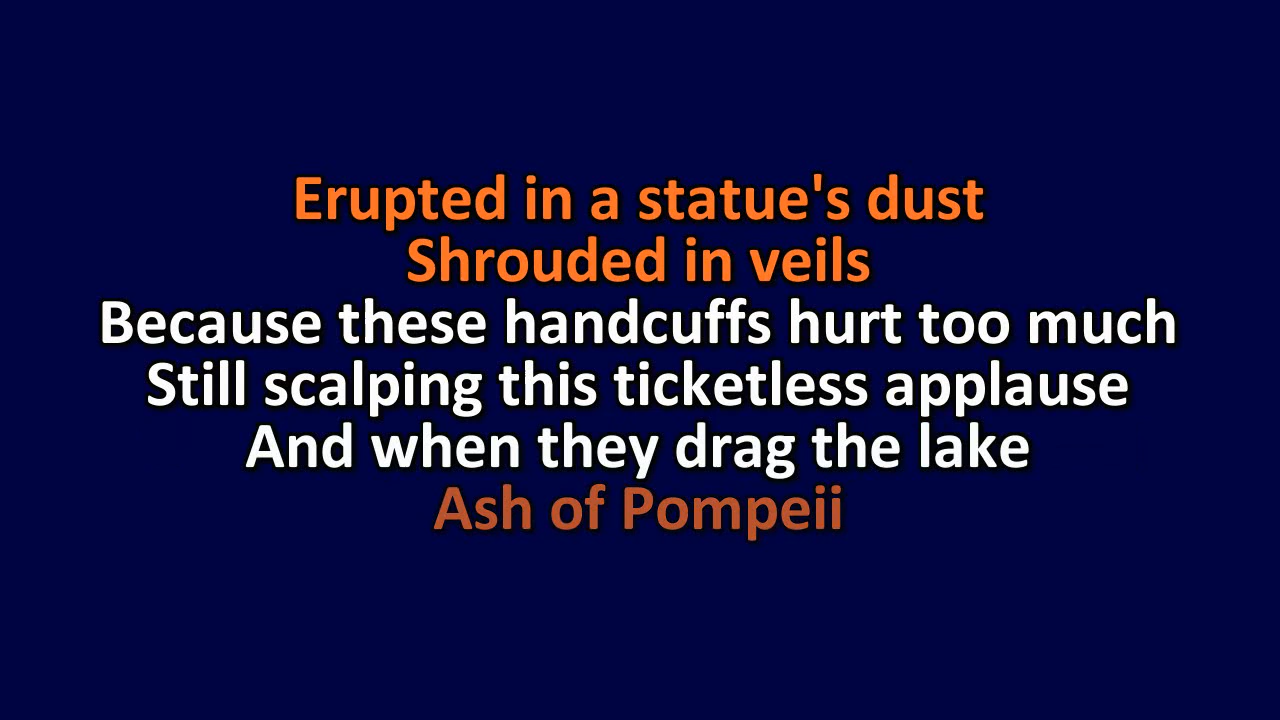 Erupted in a statue's dust
Shrouded in veils
Because these handcuffs hurt too much
Still scalping this ticketless applause
And when they drag the lake
Ash of Pompeii